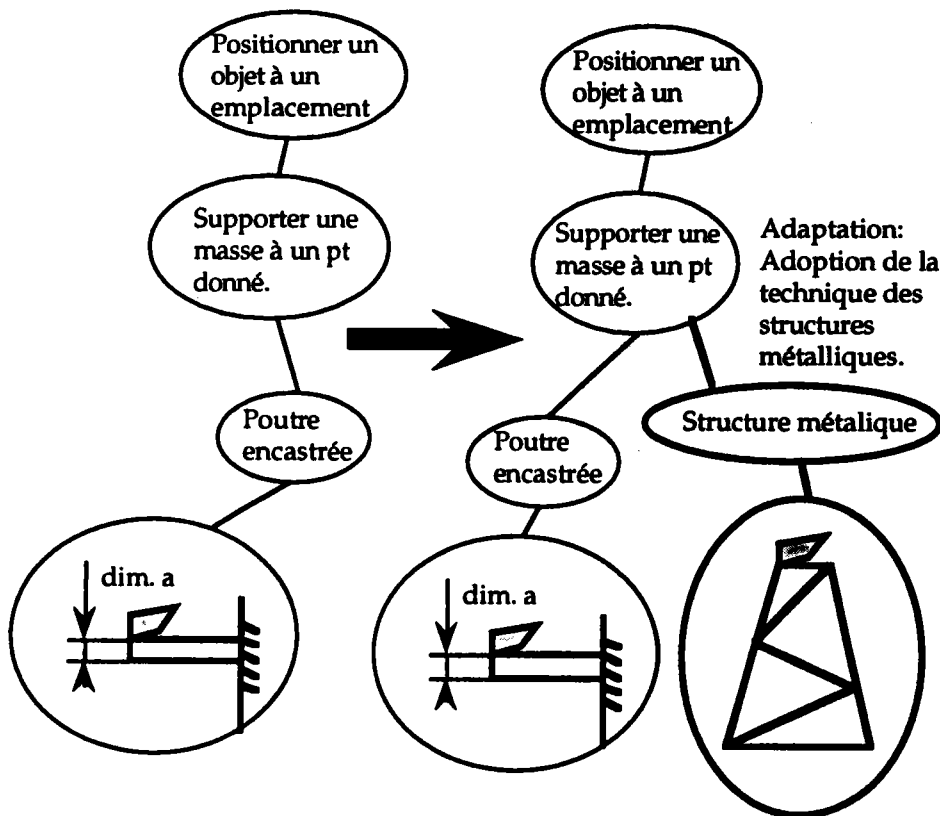 Positionner un
objet à un
emplacement
Supporter une
masse à un pt
donné.
Poutre
encastrée
dim. a
Positionner un
objet à un
emplacement
Supporter une
masse à un pt
donné.
Adaptation:
Adoption de la
technique des
structures
métalliques.
Poutre
encastrée
Structure métalique
dim. a